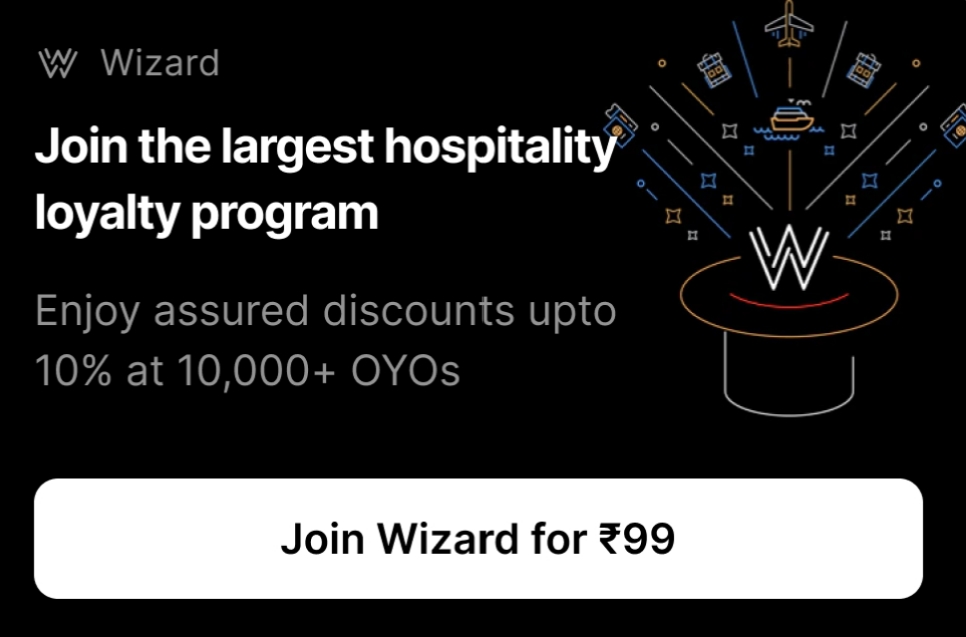 Wizard
Join the largest hospitality
loyalty program
Enjoy assured discounts upto
10% at 10,000+ OYOs
Join Wizard for ₹99